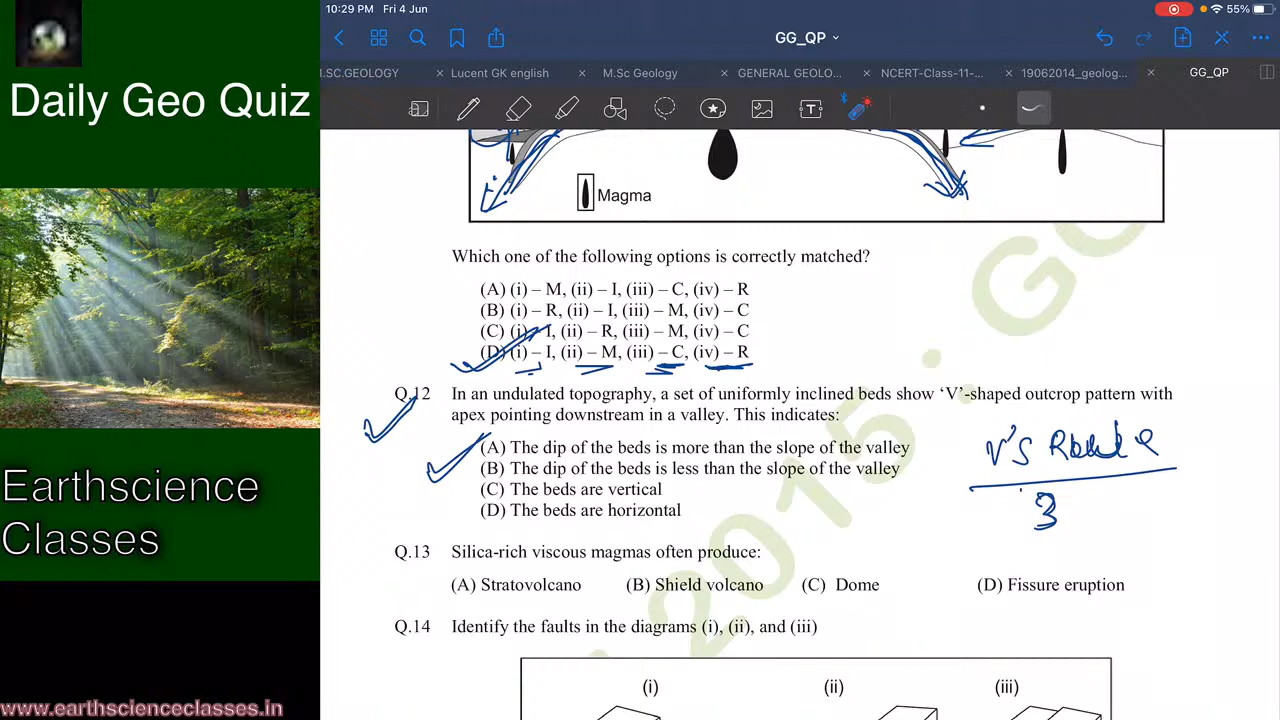 10:29 PM Fri 4 Jun
55%
GG_QP
I.SC.GEOLOGY
Lucent GK english
M.Sc Geology
GENERAL GEOLO...
NCERT-Class-11-...
19062014_geolog...
GG_QP
Daily Geo Quiz
Earthscience
Classes
www.earthscienceclasses.in
Magma
Which one of the following options is correctly matched?
(A) (i) – M, (ii) – I, (iii) – C, (iv) – R
(B) (i) – R, (ii) – I, (iii) – M, (iv) – C
(C) (i) – I, (ii) – R, (iii) – M, (iv) – C
(D) (i) – I, (ii) – M, (iii) – C, (iv) – R
Q.12 In an undulated topography, a set of uniformly inclined beds show ‘V’-shaped outcrop pattern with
apex pointing downstream in a valley. This indicates:
(A) The dip of the beds is more than the slope of the valley
(B) The dip of the beds is less than the slope of the valley
(C) The beds are vertical
(D) The beds are horizontal
V's
3
Q.13 Silica-rich viscous magmas often produce:
(A) Stratovolcano (B) Shield volcano (C) Dome (D) Fissure eruption
Q.14 Identify the faults in the diagrams (i), (ii), and (iii)
(i) (ii) (iii)
2015